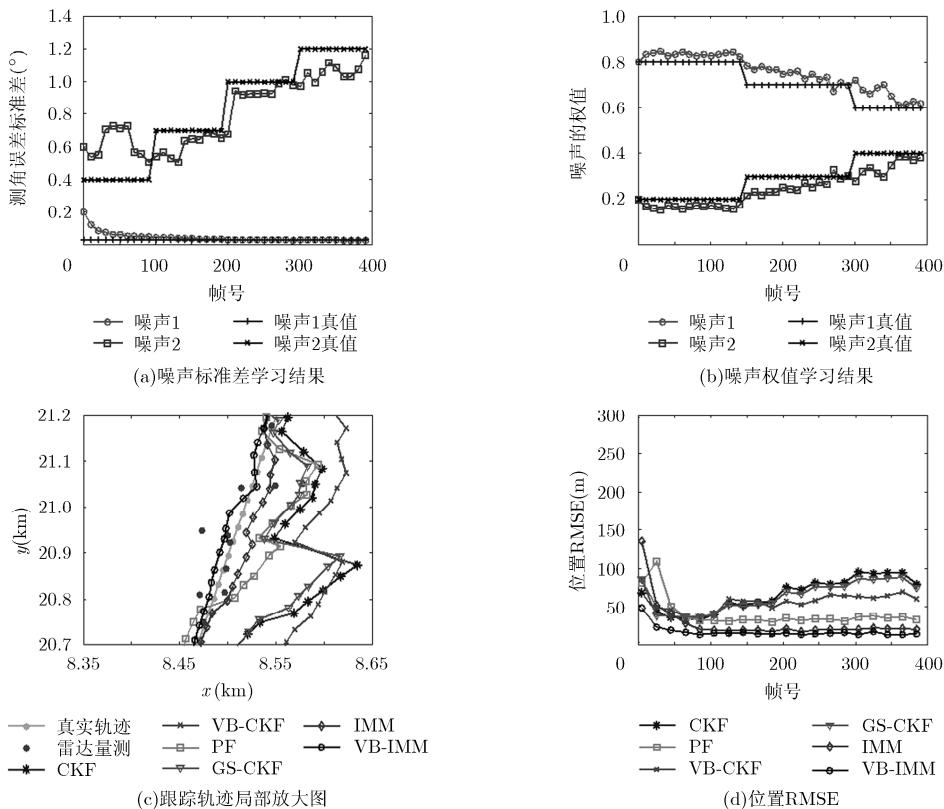 测角误差标准差(°)
1.4
1.2
1.0
0.8
0.6
0.4
0.2
0 100 200 300 400
帧号
噪声1 噪声1真值
噪声2 噪声2真值
(a)噪声标准差学习结果
噪声的权值
1.0
0.8
0.6
0.4
0.2
0 100 200 300 400
帧号
噪声1 噪声1真值
噪声2 噪声2真值
(b)噪声权值学习结果
y(km)
21.2
21.1
21.0
20.9
20.8
20.7
8.35 8.45 8.55 8.65
x(km)
真实轨迹 VB-CKF IMM
雷达量测 PF VB-IMM
CKF GS-CKF
(c)跟踪轨迹局部放大图
位置RMSE(m)
300
250
200
150
100
50
0 100 200 300 400
帧号
CKF GS-CKF
PF IMM
VB-CKF VB-IMM
(d)位置RMSE